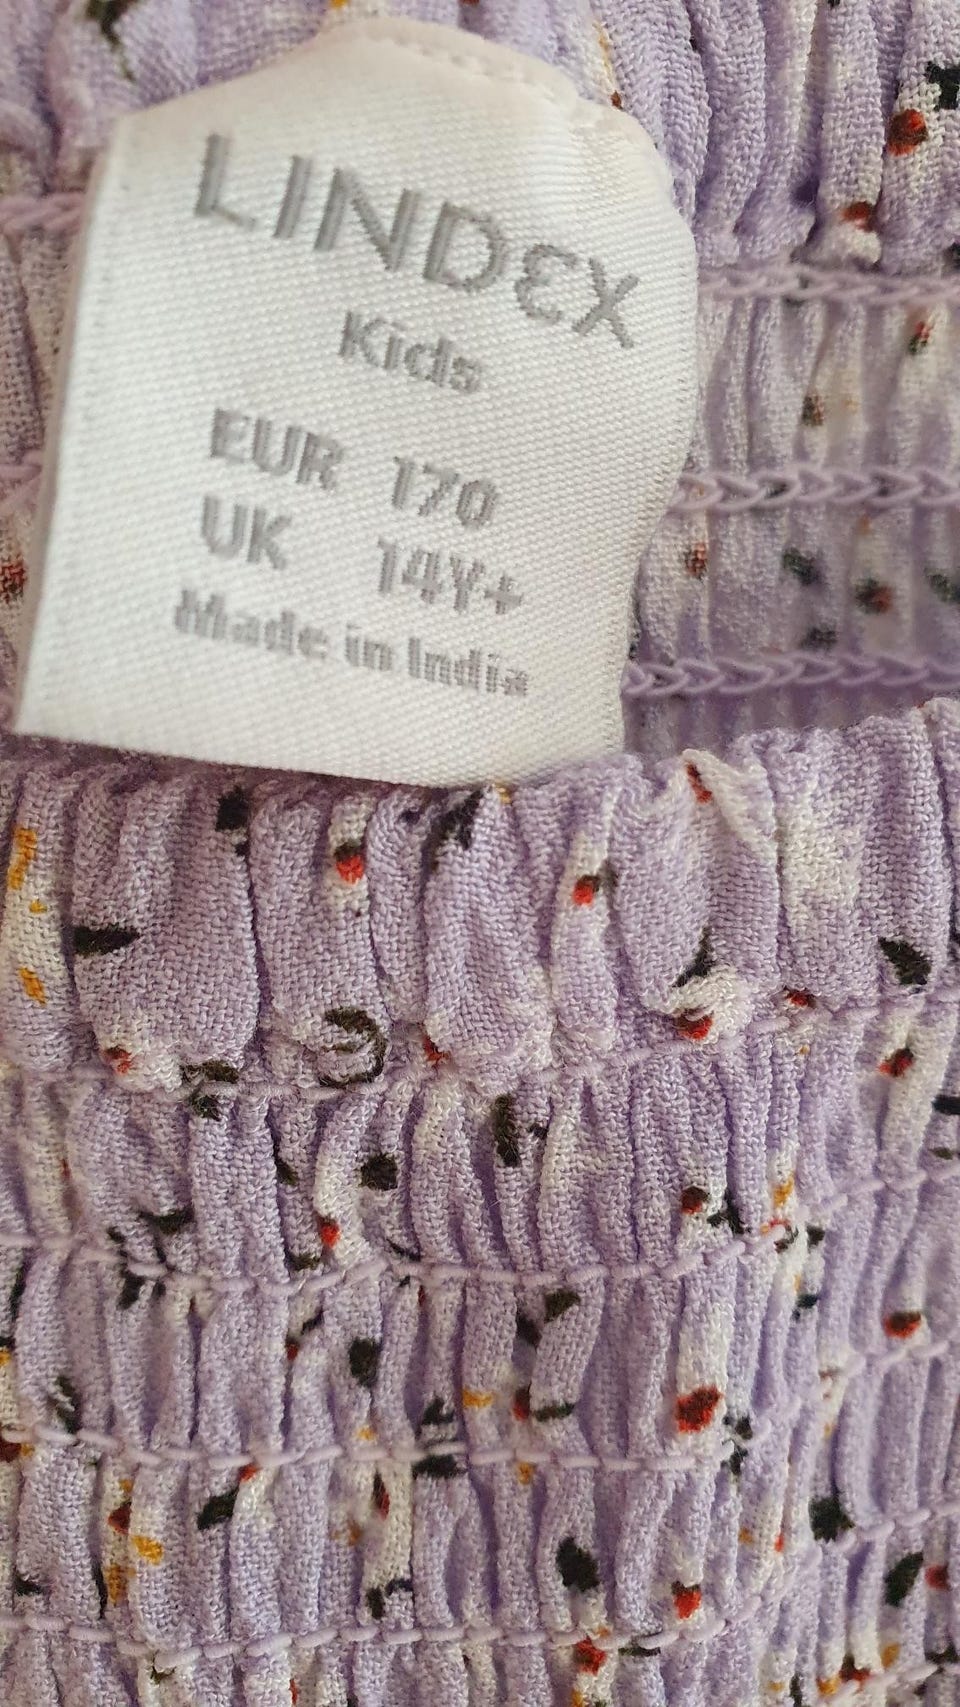 LINDEX
Kids
EUR 170
UK 14Y+
Made in India